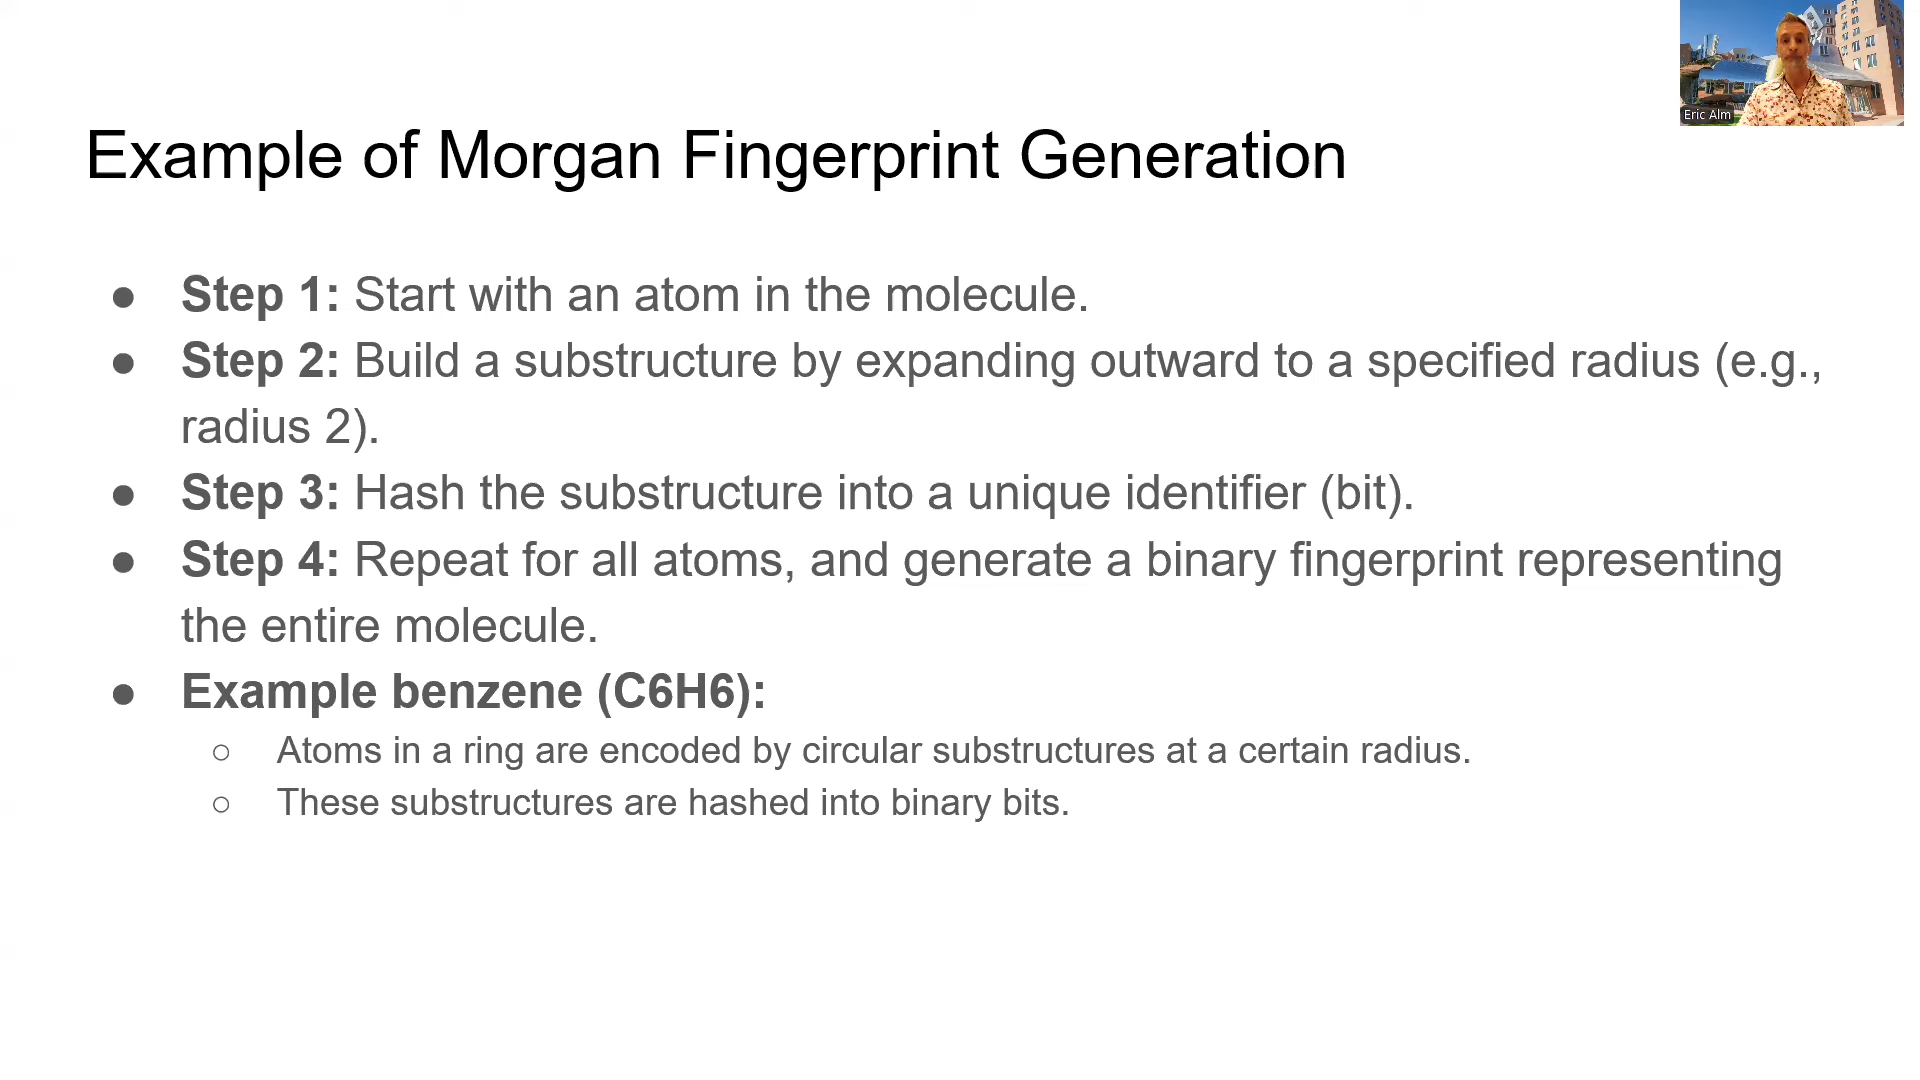 Eric Alm
Example of Morgan Fingerprint Generation
● Step 1: Start with an atom in the molecule.
● Step 2: Build a substructure by expanding outward to a specified radius (e.g.,
radius 2).
● Step 3: Hash the substructure into a unique identifier (bit).
● Step 4: Repeat for all atoms, and generate a binary fingerprint representing
the entire molecule.
● Example benzene (C6H6):
○ Atoms in a ring are encoded by circular substructures at a certain radius.
○ These substructures are hashed into binary bits.